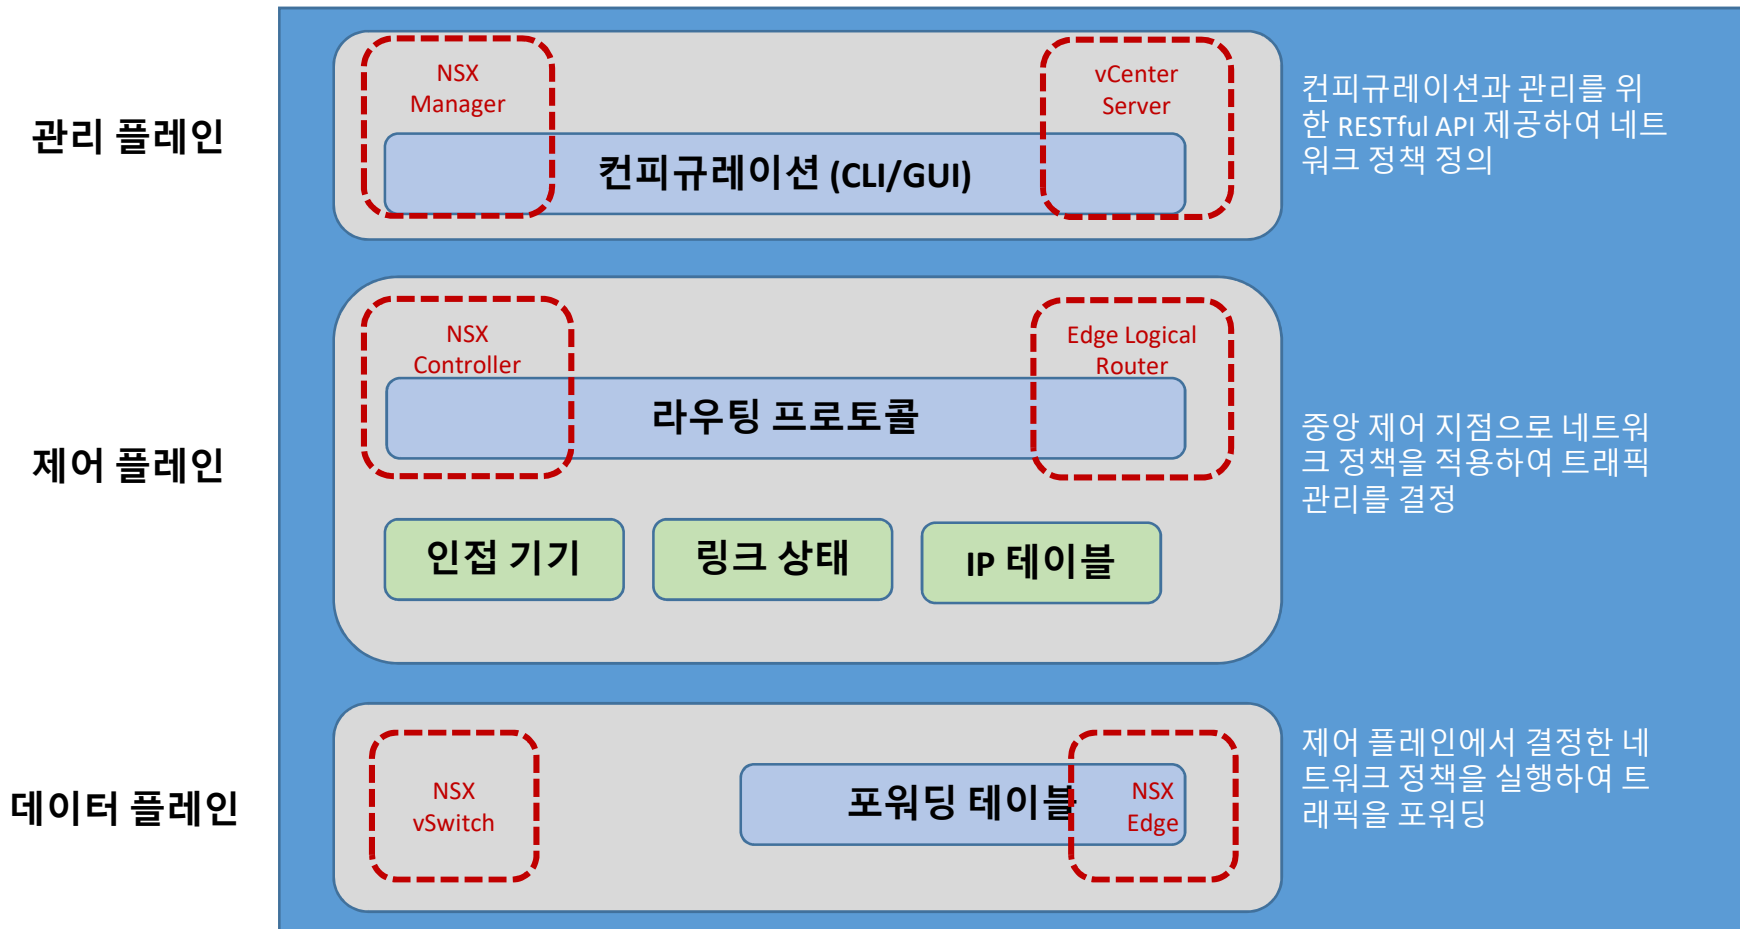 관리 플레인
NSX
Manager
vCenter
Server
컨피규레이션 (CLI/GUI)
컨피규레이션과 관리를 위
한 RESTful API 제공하여 네트
워크 정책 정의
제어 플레인
NSX
Controller
Edge Logical
Router
라우팅 프로토콜
인접 기기
링크 상태
IP 테이블
중앙 제어 지점으로 네트워
크 정책을 적용하여 트래픽
관리를 결정
데이터 플레인
NSX
vSwitch
포워딩 테이블
NSX
Edge
제어 플레인에서 결정한 네
트워크 정책을 실행하여 트
래픽을 포워딩